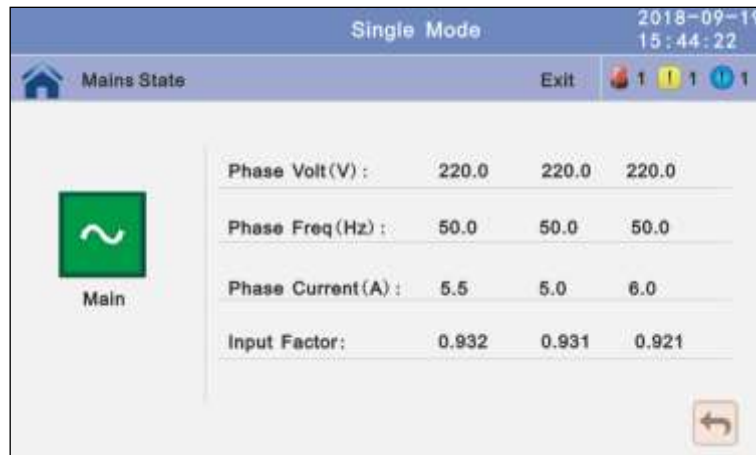 Single Mode
2018-09-19
15:44:22
Mains State Exit 1 ! 1 ! 1
Phase Volt(V): 220.0 220.0 220.0
Phase Freq(Hz): 50.0 50.0 50.0
Phase Current(A): 5.5 5.0 6.0
Main
Input Factor: 0.932 0.931 0.921